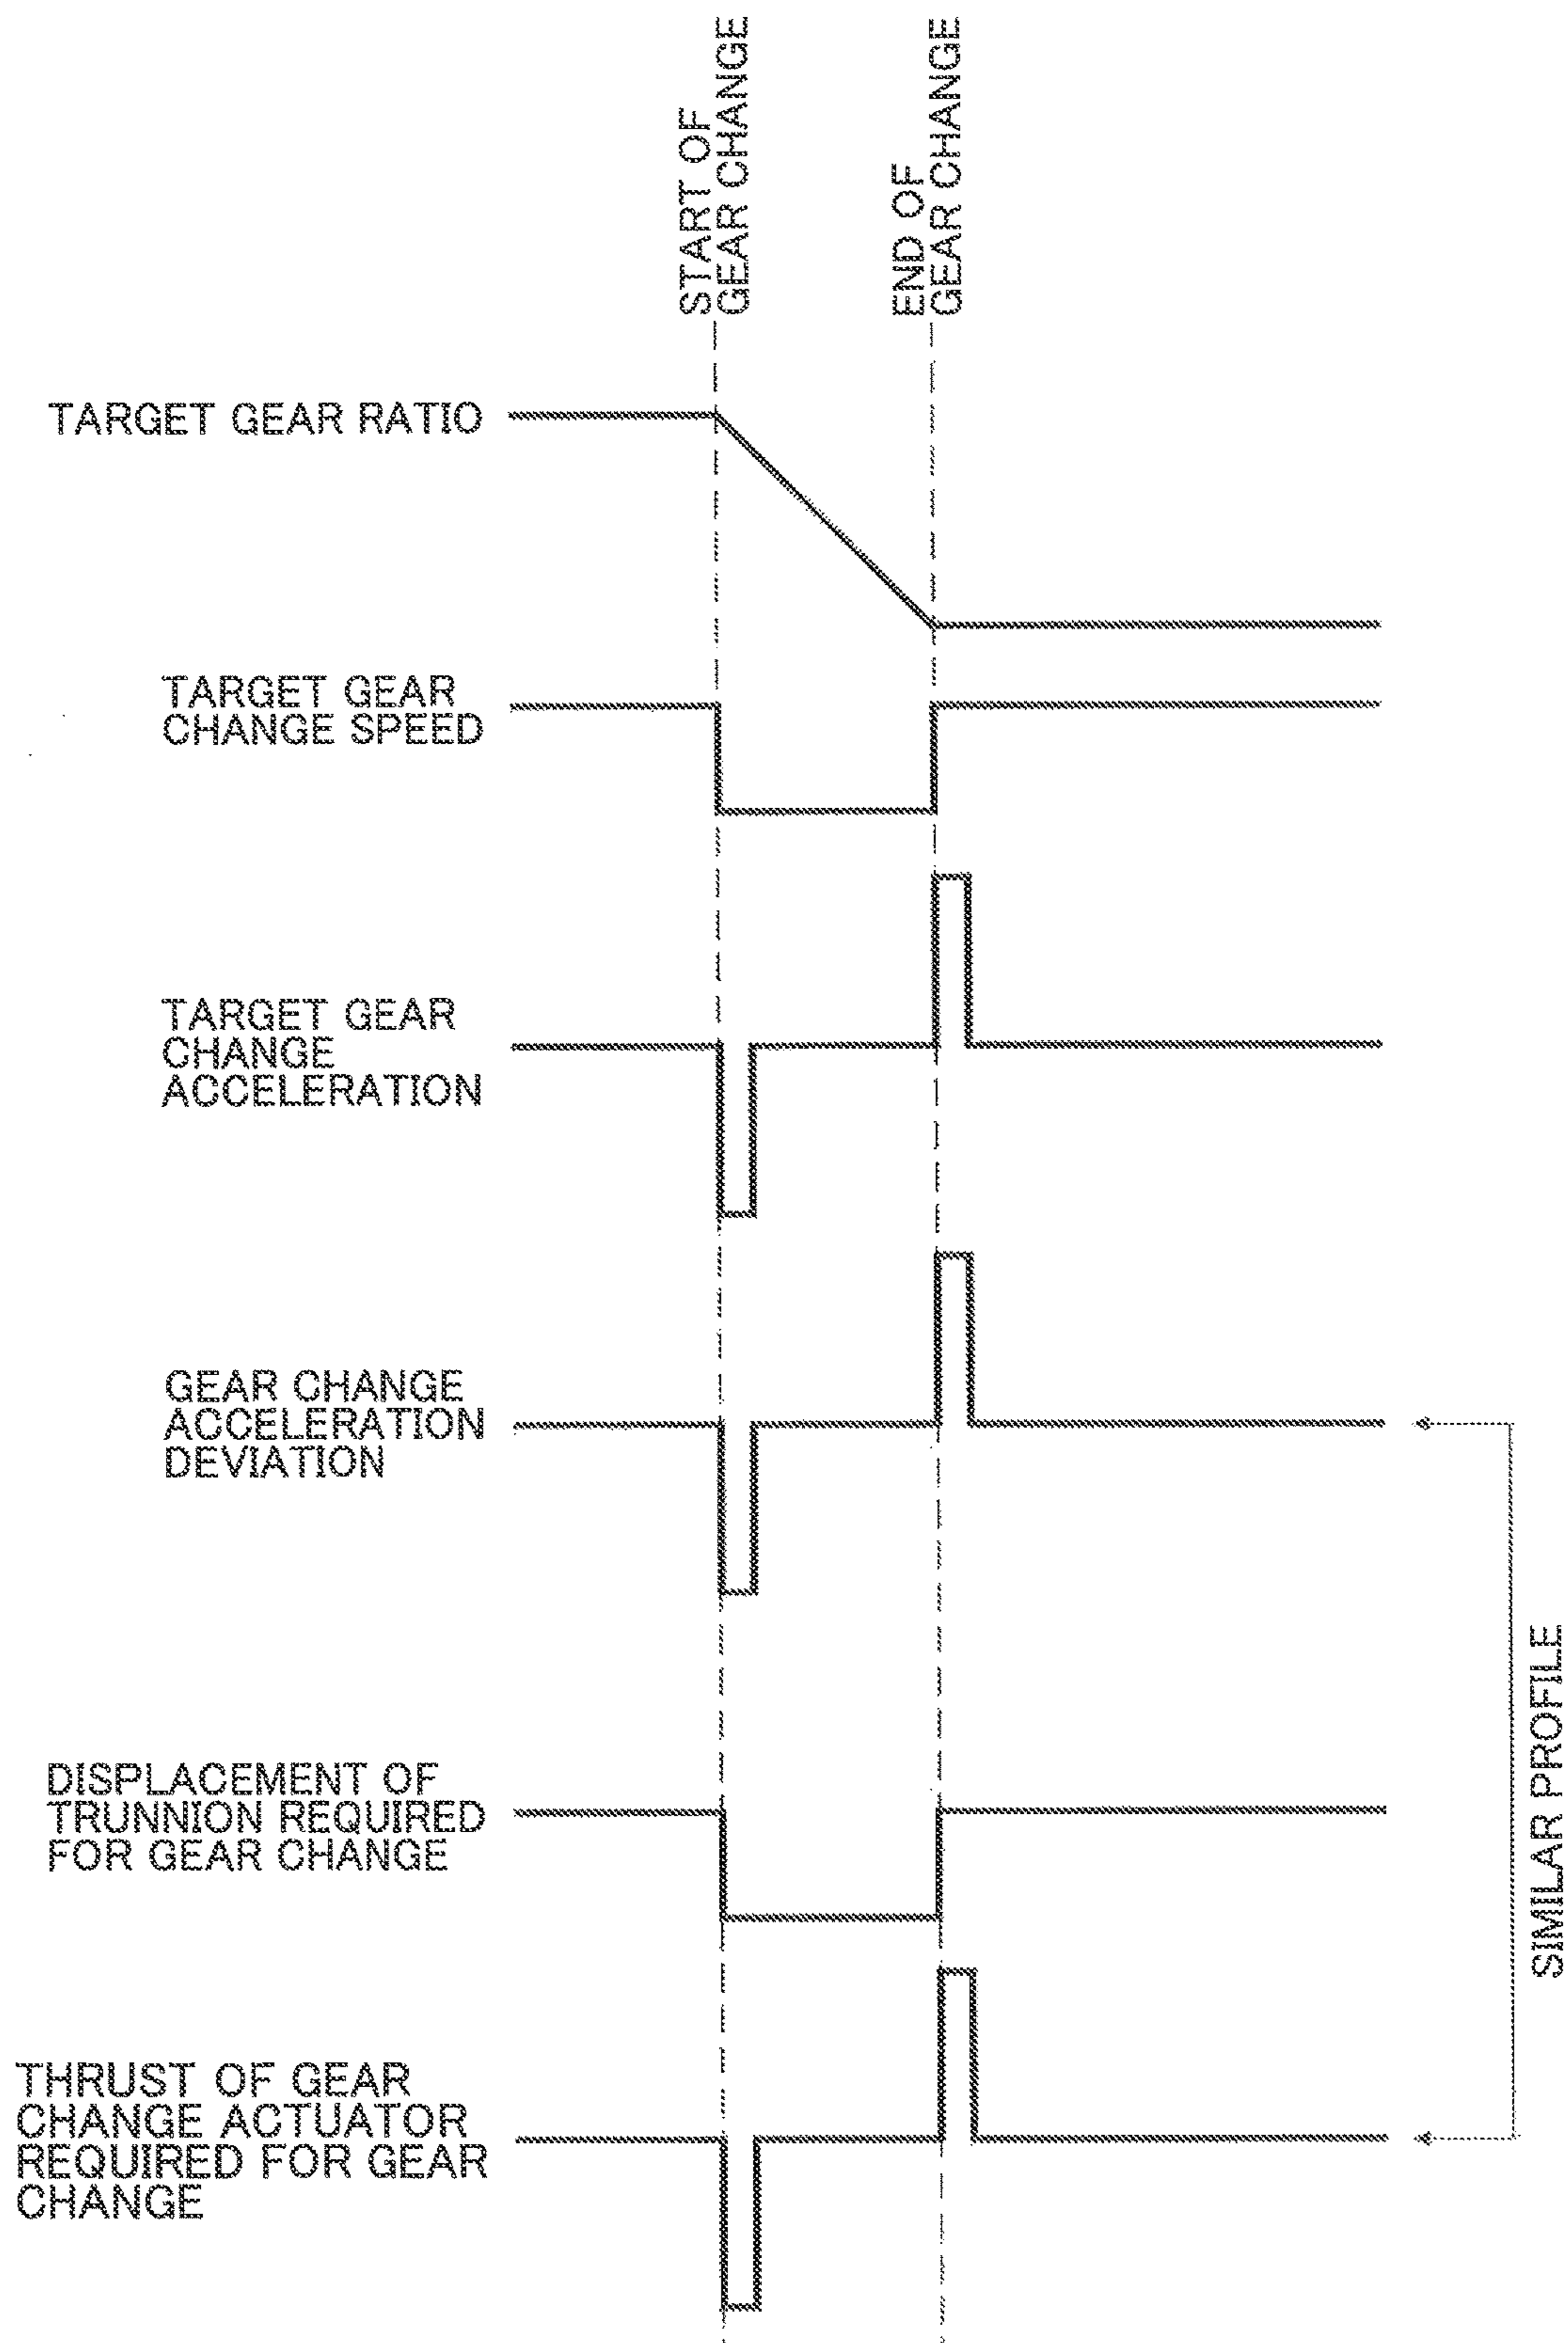 START OF
GEAR CHANGE
END OF
GEAR CHANGE
TARGET GEAR RATIO
TARGET GEAR
CHANGE SPEED
TARGET GEAR
CHANGE
ACCELERATION
GEAR CHANGE
ACCELERATION
DEVIATION
DISPLACEMENT OF
TRUNNION REQUIRED
FOR GEAR CHANGE
THRUST OF GEAR
CHANGE ACTUATOR
REQUIRED FOR GEAR
CHANGE
SIMILAR PROFILE